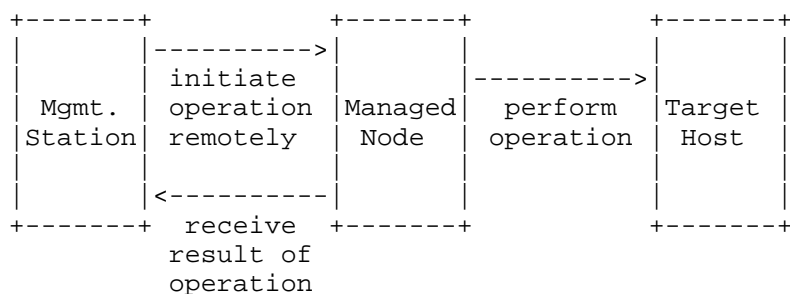 +-------+                +-------+                +-------+
|       |                |       |                |       |
|       |---------->|       |                |       |
|       |  initiate      |       |---------->|       |
| Mgmt. |  operation     |Managed|  perform       |Target |
|Station|  remotely      | Node  |  operation     | Host  |
|       |                |       |                |       |
|       |<----------|       |                |       |
+-------+  receive       +-------+                +-------+
           result of
           operation